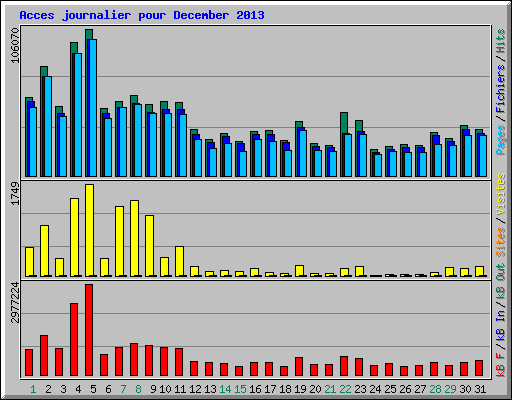 Acces journalier pour December 2013
106070
Pages / Fichiers / Hits
1749
Sites / Visites
2977224
kB F / kB In / kB Out
1 2 3 4 5 6 7 8 9 10 11 12 13 14 15 16 17 18 19 20 21 22 23 24 25 26 27 28 29 30 31